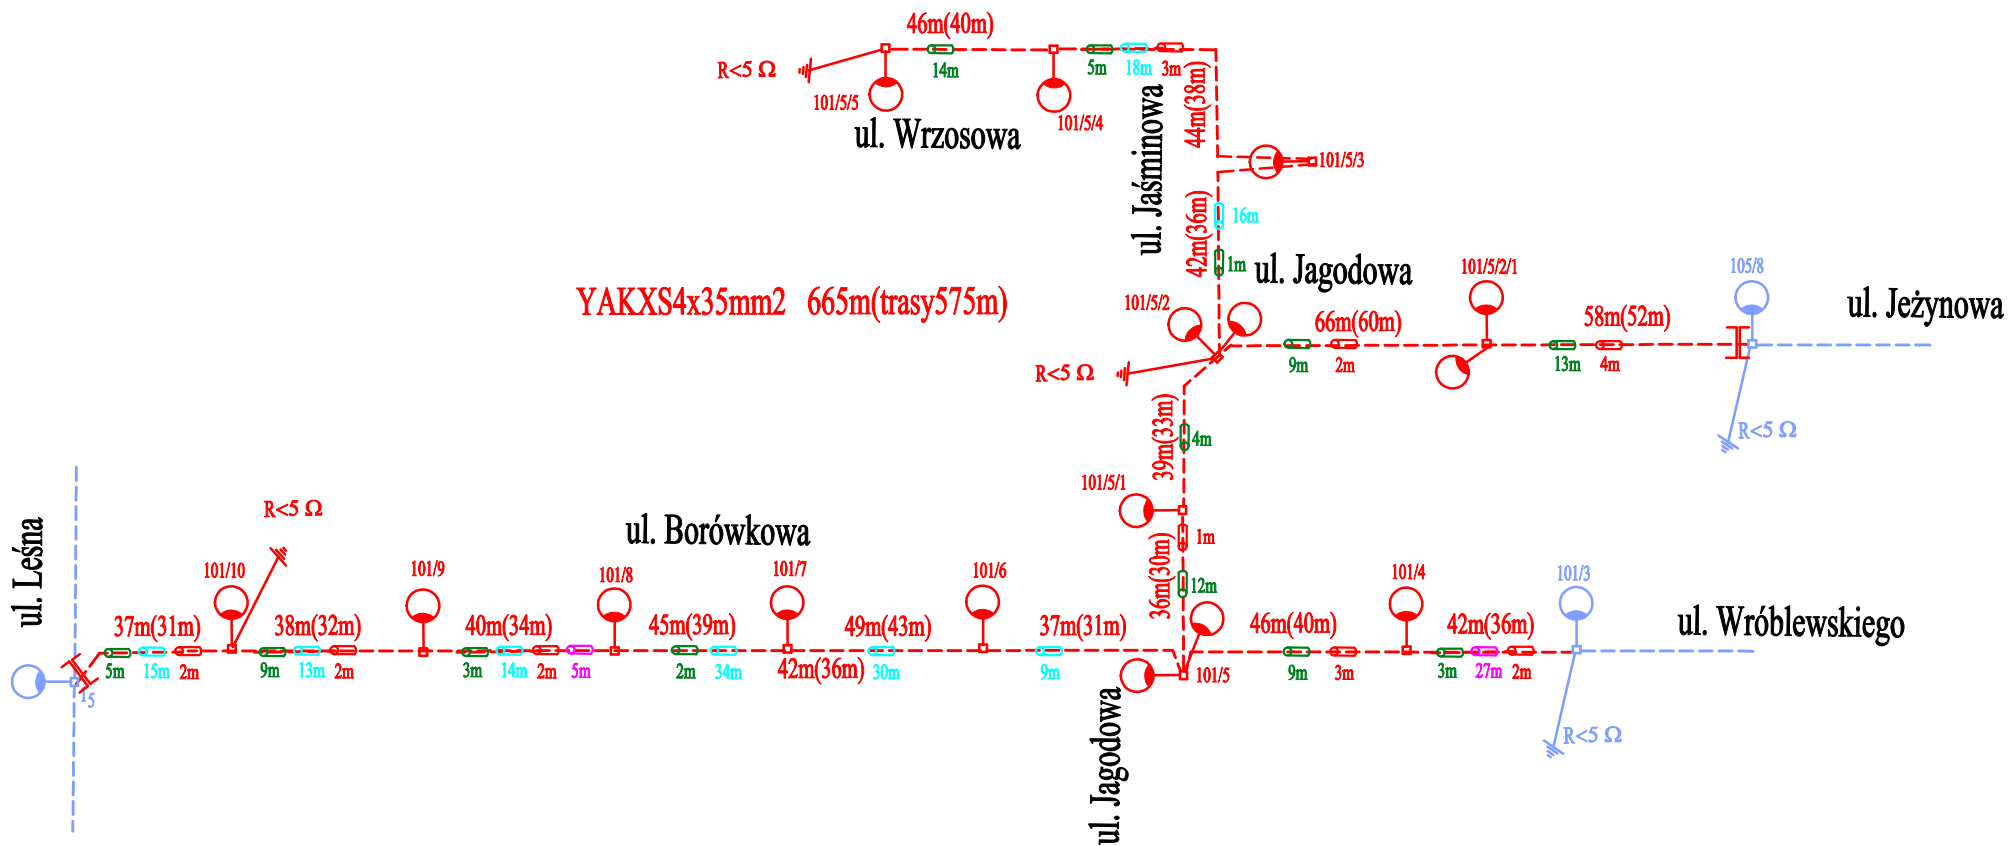 46m(40m)
R<5 Ω
14m
5m
18m
3m
101/5/5
101/5/4
ul. Wrzosowa
44m(38m)
ul. Jaśminowa
101/5/3
42m(36m)
16m
1m
ul. Jagodowa
101/5/2/1
105/8
YAKXS4x35mm2 665m(trasy575m)
101/5/2
66m(60m)
58m(52m)
ul. Jeżynowa
R<5 Ω
9m
2m
13m
4m
39m(33m)
4m
R<5 Ω
101/5/1
R<5 Ω
ul. Borówkowa
ul. Leśna
1m
36m(30m)
12m
101/10
101/9
101/8
101/7
101/6
101/4
101/3
37m(31m)
38m(32m)
40m(34m)
45m(39m)
49m(43m)
37m(31m)
46m(40m)
42m(36m)
ul. Wróblewskiego
5m
15m
2m
9m
13m
2m
3m
14m
2m
5m
2m
34m
42m(36m)
30m
9m
101/5
9m
3m
3m
27m
2m
R<5 Ω
ul. Jagodowa